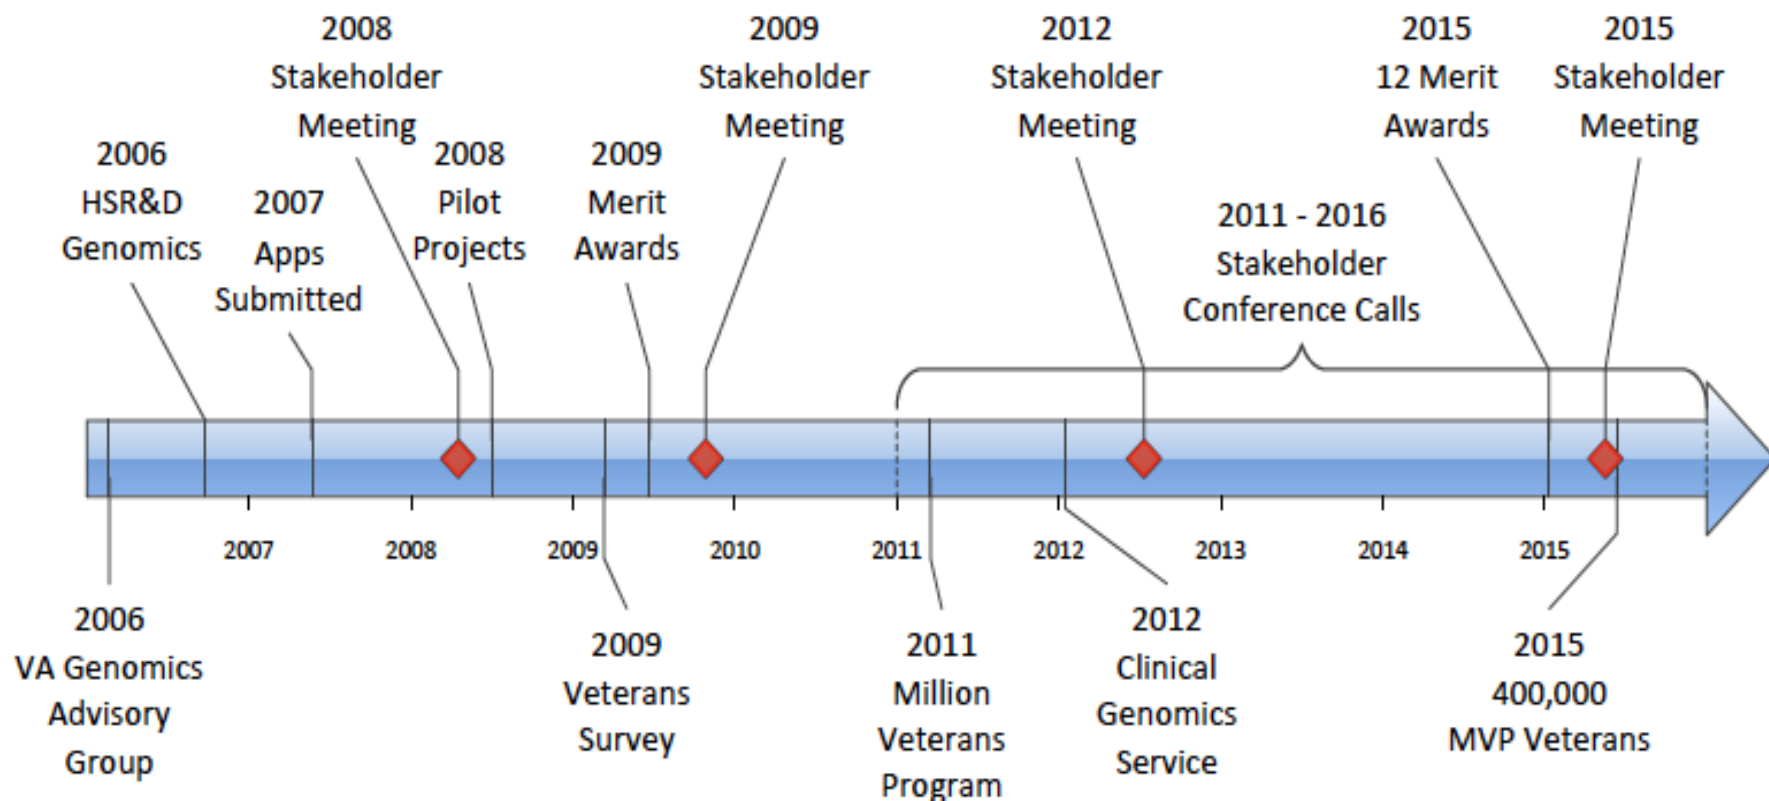 2008
Stakeholder
Meeting
2009
Stakeholder
Meeting
2012
Stakeholder
Meeting
2015
12 Merit
Awards
2015
Stakeholder
Meeting
2006
HSR&D
Genomics
2007
Apps
Submitted
2008
Pilot
Projects
2009
Merit
Awards
2011 - 2016
Stakeholder
Conference Calls
2007
2008
2009
2010
2011
2012
2013
2014
2015
2006
VA Genomics
Advisory
Group
2009
Veterans
Survey
2011
Million
Veterans
Program
2012
Clinical
Genomics
Service
2015
400,000
MVP Veterans